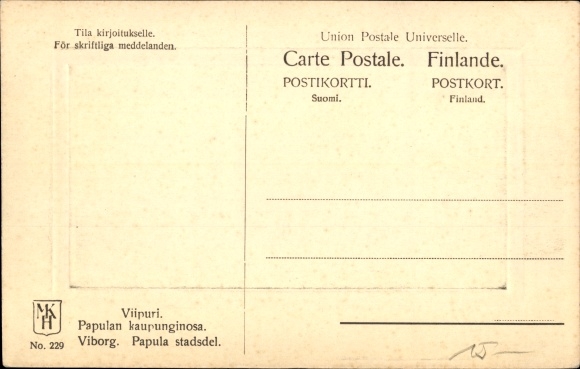 Tila kirjoitukselle.
För skriftliga meddelanden.
Union Postale Universelle.
Carte Postale. Finlande.
POSTIKORTTI. POSTKORT.
Suomi. Finland.
MKH
No. 229
Viipuri.
Papulan kaupunginosa.
Viborg. Papula stadsdel.
15-